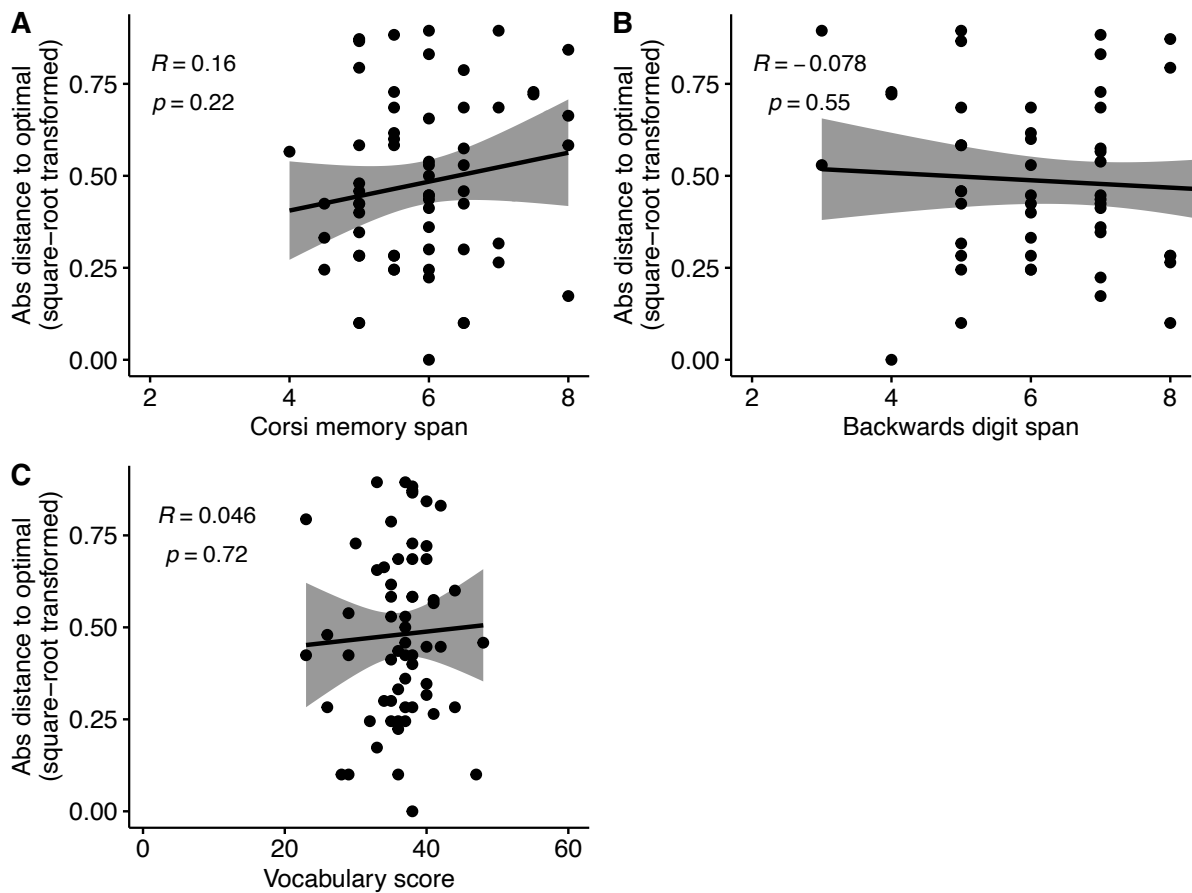 A
Abs distance to optimal
(square−root transformed)
R = 0.16
p = 0.22
0.75
0.50
0.25
0.00
2 4 6 8
Corsi memory span
B
Abs distance to optimal
(square−root transformed)
R = −0.078
p = 0.55
0.75
0.50
0.25
0.00
2 4 6 8
Backwards digit span
C
Abs distance to optimal
(square−root transformed)
R = 0.046
p = 0.72
0.75
0.50
0.25
0.00
0 20 40 60
Vocabulary score